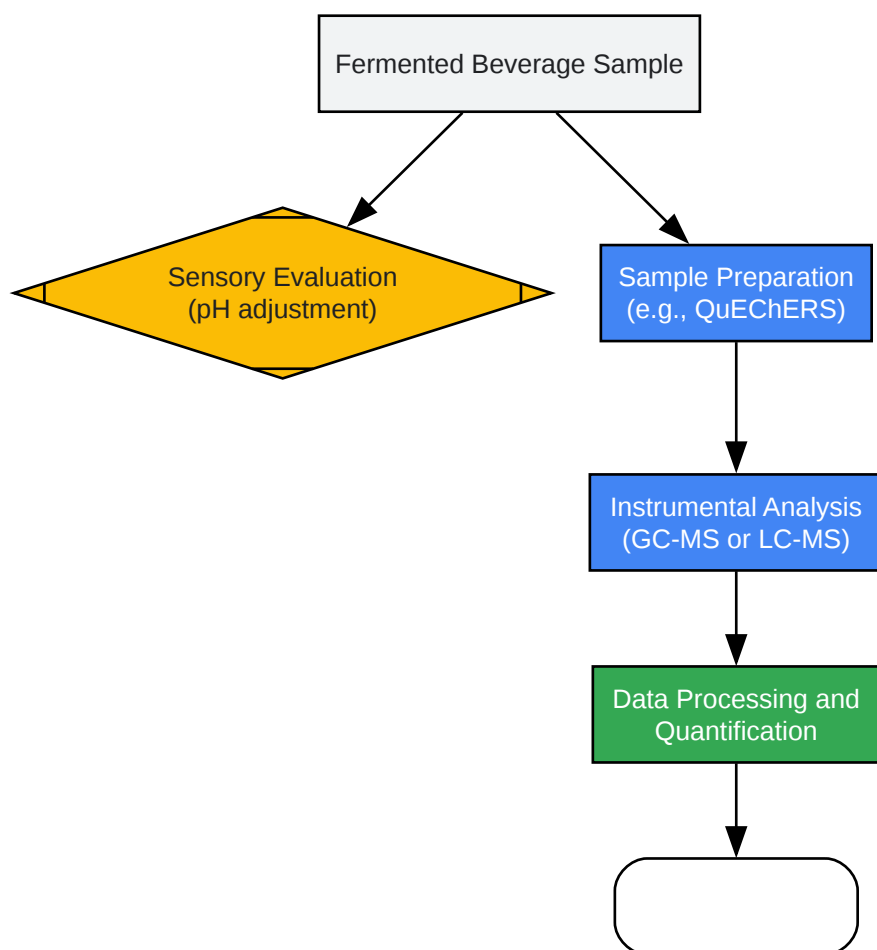 Fermented Beverage Sample
Sensory Evaluation
(pH adjustment)
Sample Preparation
(e.g., QuEChERS)
Instrumental Analysis
(GC-MS or LC-MS)
Data Processing and
Quantification